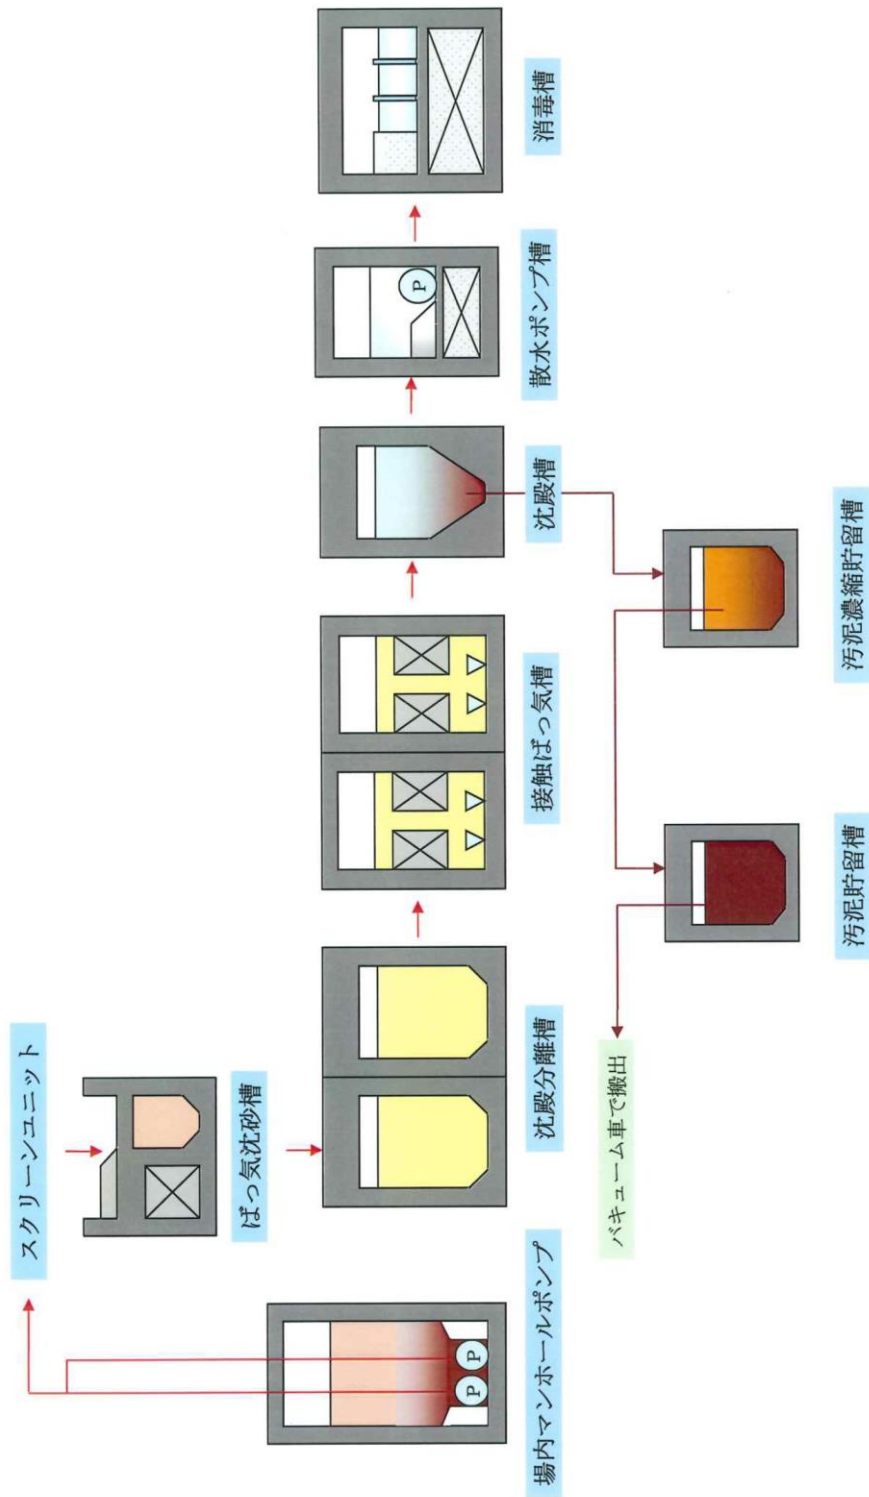 場内マンホールポンプ
P
P
スクリーンユニット
ばっ気沈砂槽
沈殿分離槽
接触ばっ気槽
沈殿槽
散水ポンプ槽
P
消毒槽
汚泥濃縮貯留槽
汚泥貯留槽
バキューム車で搬出